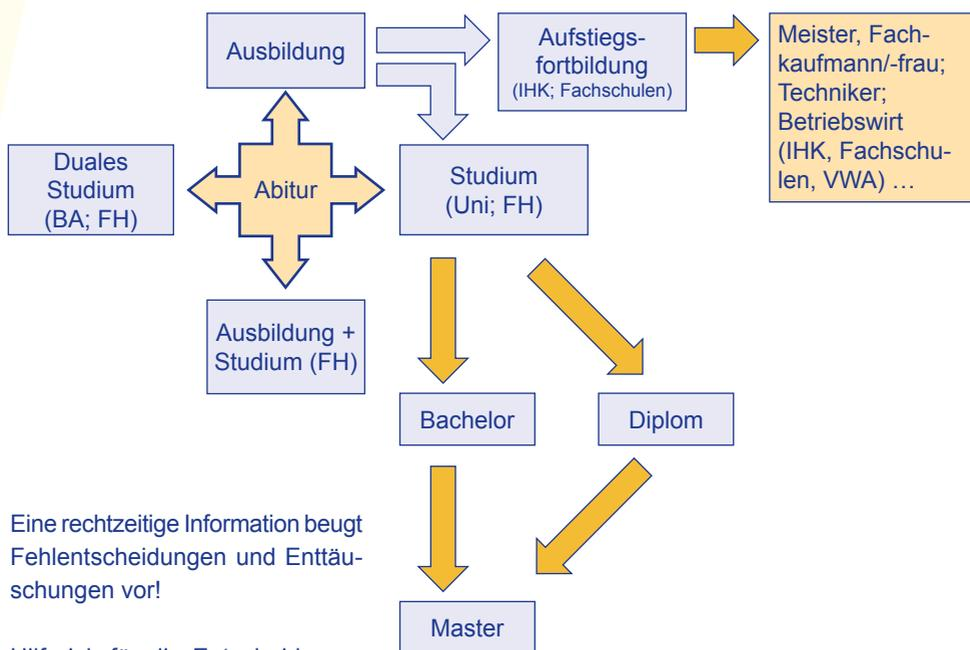 Ausbildung
Aufstiegs-
fortbildung
(IHK; Fachschulen)
Meister, Fach-
kaufmann/-frau;
Techniker;
Betriebswirt
(IHK, Fachschu-
len, VWA) …
Duales
Studium
(BA; FH)
Abitur
Studium
(Uni; FH)
Ausbildung +
Studium (FH)
Bachelor
Diplom
Eine rechtzeitige Information beugt
Fehlentscheidungen und Enttäu-
schungen vor!
Master